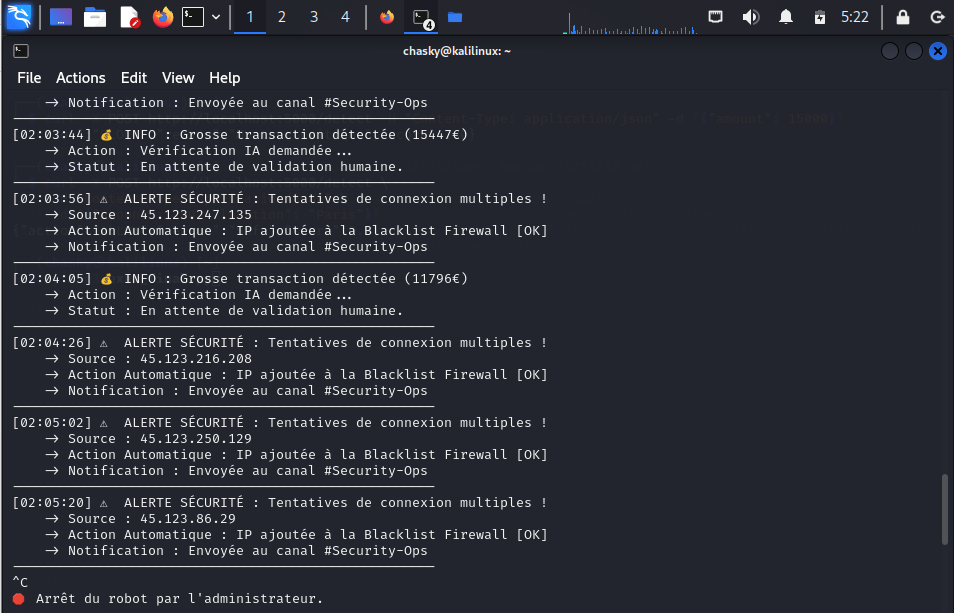 1 2 3 4 4 5:22
chasky@kalilinux: ~
File Actions Edit View Help
→ Notification : Envoyée au canal #Security-Ops
[02:03:44] 💰 INFO : Grosse transaction détectée (15447€)
→ Action : Vérification IA demandée...
→ Statut : En attente de validation humaine.
[02:03:56] ⚠ ALERTE SÉCURITÉ : Tentatives de connexion multiples !
→ Source : 45.123.247.135
→ Action Automatique : IP ajoutée à la Blacklist Firewall [OK]
→ Notification : Envoyée au canal #Security-Ops
[02:04:05] 💰 INFO : Grosse transaction détectée (11796€)
→ Action : Vérification IA demandée...
→ Statut : En attente de validation humaine.
[02:04:26] ⚠ ALERTE SÉCURITÉ : Tentatives de connexion multiples !
→ Source : 45.123.216.208
→ Action Automatique : IP ajoutée à la Blacklist Firewall [OK]
→ Notification : Envoyée au canal #Security-Ops
[02:05:02] ⚠ ALERTE SÉCURITÉ : Tentatives de connexion multiples !
→ Source : 45.123.250.129
→ Action Automatique : IP ajoutée à la Blacklist Firewall [OK]
→ Notification : Envoyée au canal #Security-Ops
[02:05:20] ⚠ ALERTE SÉCURITÉ : Tentatives de connexion multiples !
→ Source : 45.123.86.29
→ Action Automatique : IP ajoutée à la Blacklist Firewall [OK]
→ Notification : Envoyée au canal #Security-Ops
^C
🔴 Arrêt du robot par l'administrateur.